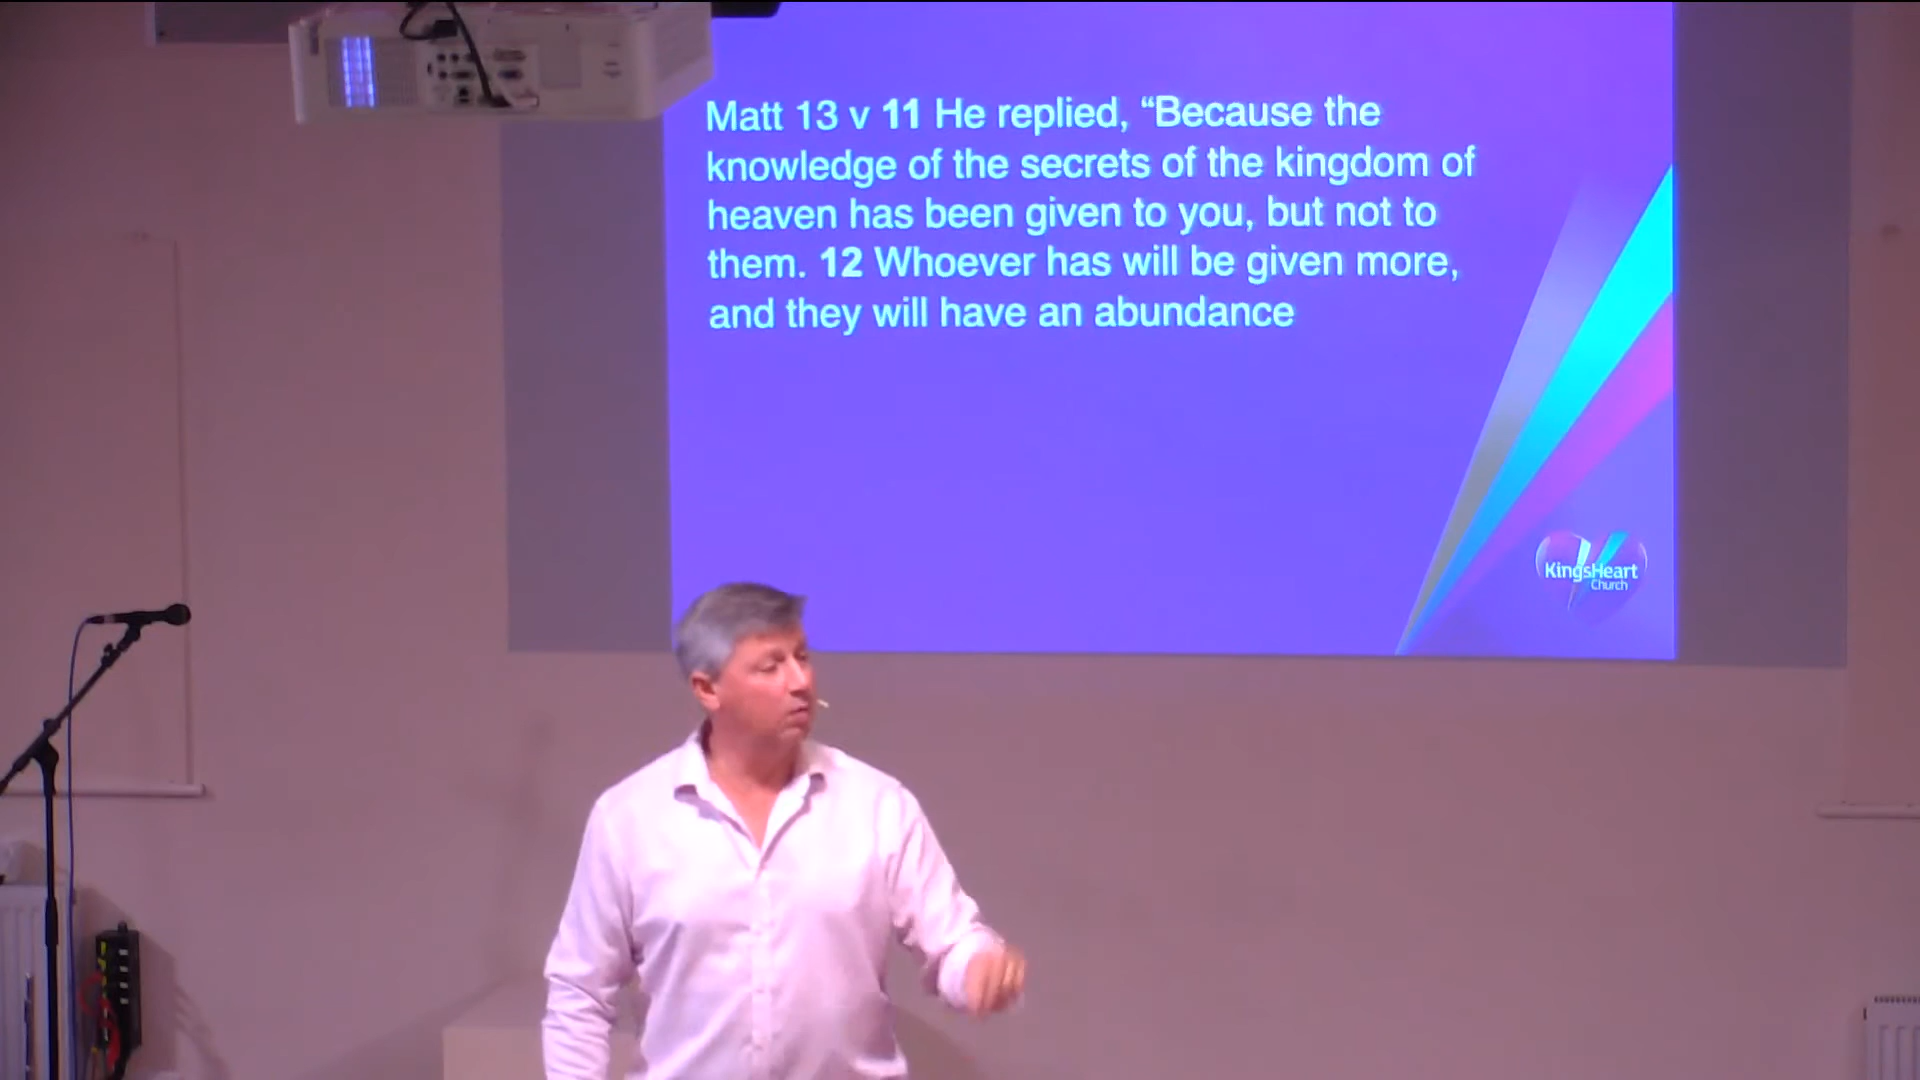 Matt 13 v 11 He replied, “Because the
knowledge of the secrets of the kingdom of
heaven has been given to you, but not to
them. 12 Whoever has will be given more,
and they will have an abundance
KingsHeart
Church